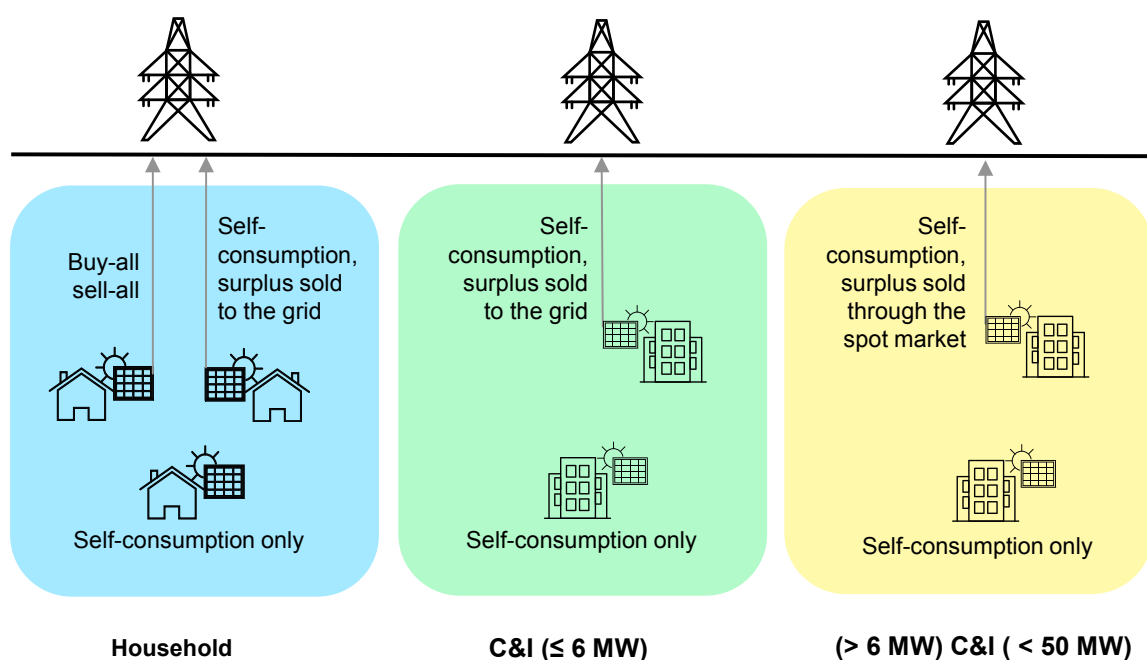 Buy-all
sell-all
Self-
consumption,
surplus sold
to the grid
Self-consumption only
Household
Self-
consumption,
surplus sold
to the grid
Self-consumption only
C&I (≤ 6 MW)
Self-
consumption,
surplus sold
through the
spot market
Self-consumption only
(> 6 MW) C&I ( < 50 MW)